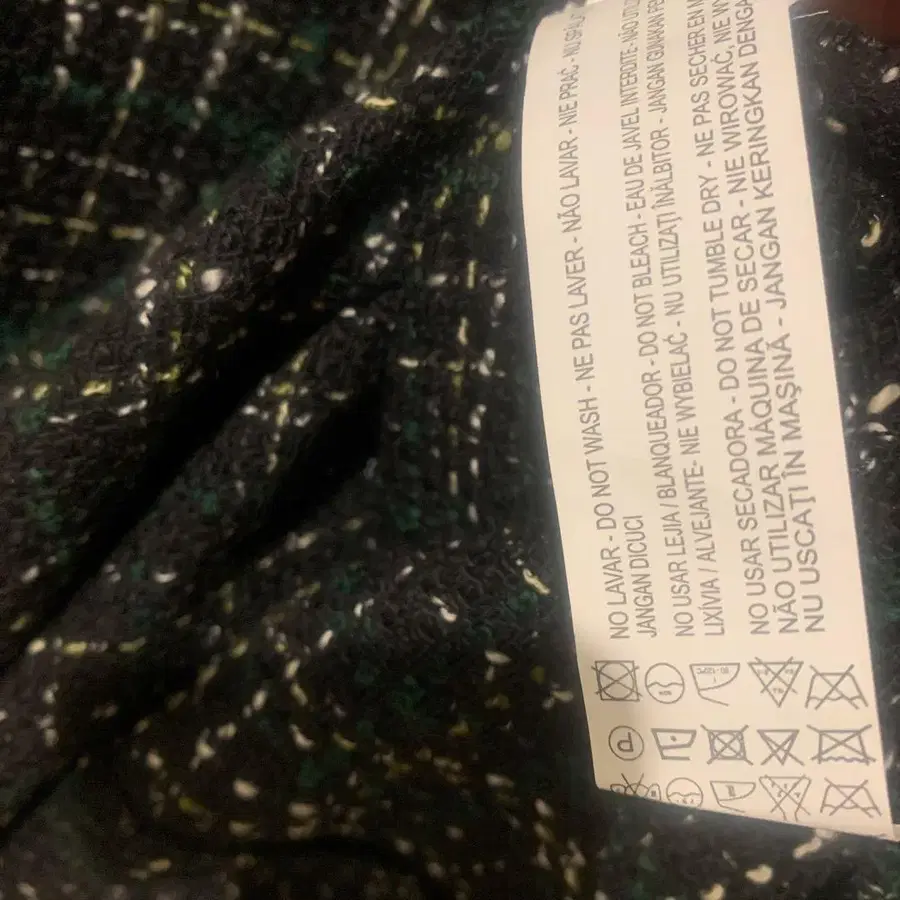 NO LAVAR - DO NOT WASH - NE PAS LAVER - NÃO LAVAR - NIE PRAĆ - NU
JANGAN DICUCI
NO USAR LEJIA / BLANQUEADOR - DO NOT BLEACH - EAU DE JAVEL INTERDITE - NÃO
LIXÍVIA / ALVEJANTE- NIE WYBIELAĆ - NU UTILIZAȚI ÎNĂLBITOR - JANGAN GUNAKAN
NO USAR SECADORA - DO NOT TUMBLE DRY - NE PAS SECHER EN
NÃO UTILIZAR MÁQUINA DE SECAR - NIE WIROWAĆ, NIE
NU USCAȚI ÎN MAȘINĂ - JANGAN KERINGKAN
P